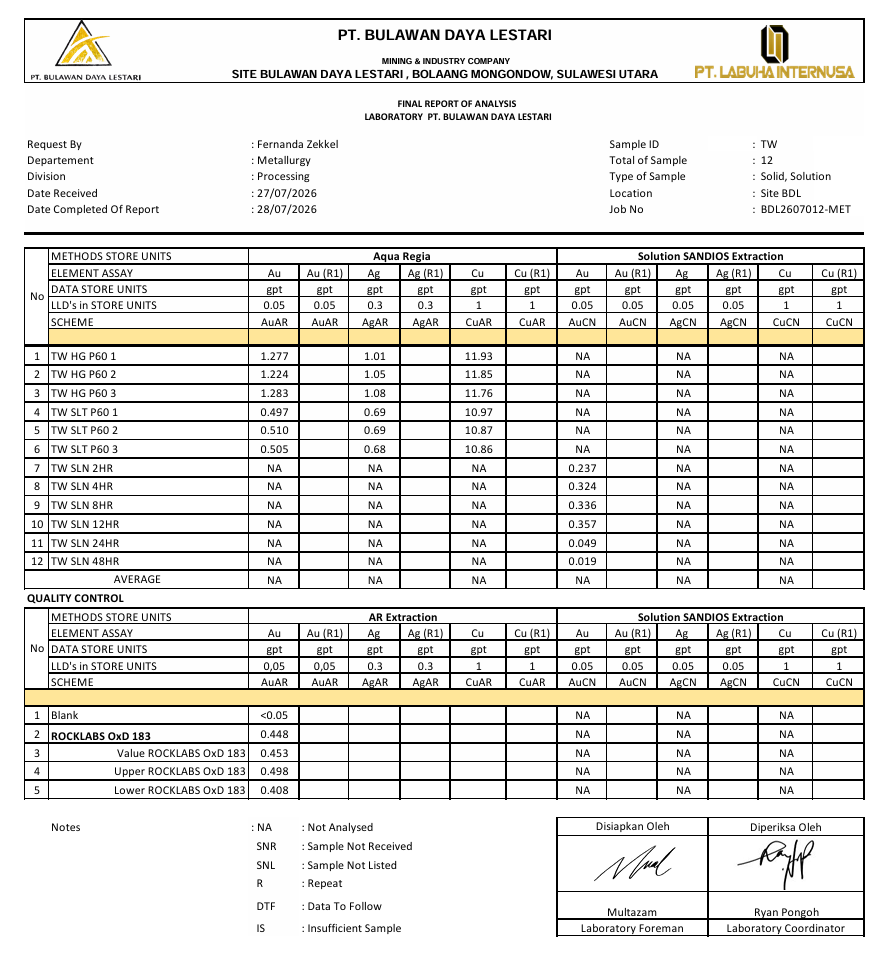 PT. BULAWAN DAYA LESTARI
MINING & INDUSTRY COMPANY
SITE BULAWAN DAYA LESTARI , BOLAANG MONGONDOW, SULAWESI UTARA
PT. BULAWAN DAYA LESTARI
PT. LABUHA INTERNUSA
FINAL REPORT OF ANALYSIS
LABORATORY PT. BULAWAN DAYA LESTARI
Request By : Fernanda Zekkel Sample ID : TW
Departement : Metallurgy Total of Sample : 12
Division : Processing Type of Sample : Solid, Solution
Date Received : 27/07/2026 Location : Site BDL
Date Completed Of Report : 28/07/2026 Job No : BDL2607012-MET
No METHODS STORE UNITS Aqua Regia Solution SANDIOS Extraction
ELEMENT ASSAY Au Au (R1) Ag Ag (R1) Cu Cu (R1) Au Au (R1) Ag Ag (R1) Cu Cu (R1)
DATA STORE UNITS gpt gpt gpt gpt gpt gpt gpt gpt gpt gpt gpt gpt
LLD's in STORE UNITS 0.05 0.05 0.3 0.3 1 1 0.05 0.05 0.05 0.05 1 1
SCHEME AuAR AuAR AgAR AgAR CuAR CuAR AuCN AuCN AgCN AgCN CuCN CuCN
1 TW HG P60 1 1.277 1.01 11.93 NA NA NA
2 TW HG P60 2 1.224 1.05 11.85 NA NA NA
3 TW HG P60 3 1.283 1.08 11.76 NA NA NA
4 TW SLT P60 1 0.497 0.69 10.97 NA NA NA
5 TW SLT P60 2 0.510 0.69 10.87 NA NA NA
6 TW SLT P60 3 0.505 0.68 10.86 NA NA NA
7 TW SLN 2HR NA NA NA 0.237 NA NA
8 TW SLN 4HR NA NA NA 0.324 NA NA
9 TW SLN 8HR NA NA NA 0.336 NA NA
10 TW SLN 12HR NA NA NA 0.357 NA NA
11 TW SLN 24HR NA NA NA 0.049 NA NA
12 TW SLN 48HR NA NA NA 0.019 NA NA
AVERAGE NA NA NA NA NA NA
QUALITY CONTROL
No METHODS STORE UNITS AR Extraction Solution SANDIOS Extraction
ELEMENT ASSAY Au Au (R1) Ag Ag (R1) Cu Cu (R1) Au Au (R1) Ag Ag (R1) Cu Cu (R1)
DATA STORE UNITS gpt gpt gpt gpt gpt gpt gpt gpt gpt gpt gpt gpt
LLD's in STORE UNITS 0,05 0,05 0.3 0.3 1 1 0.05 0.05 0.05 0.05 1 1
SCHEME AuAR AuAR AgAR AgAR CuAR CuAR AuCN AuCN AgCN AgCN CuCN CuCN
1 Blank <0.05 NA NA NA
2 ROCKLABS OxD 183 0.448 NA NA NA
3 Value ROCKLABS OxD 183 0.453 NA NA NA
4 Upper ROCKLABS OxD 183 0.498 NA NA NA
5 Lower ROCKLABS OxD 183 0.408 NA NA NA
Notes : NA : Not Analysed Disiapkan Oleh Diperiksa Oleh
SNR : Sample Not Received
SNL : Sample Not Listed
R : Repeat
DTF : Data To Follow Multazam Ryan Pongoh
IS : Insufficient Sample Laboratory Foreman Laboratory Coordinator